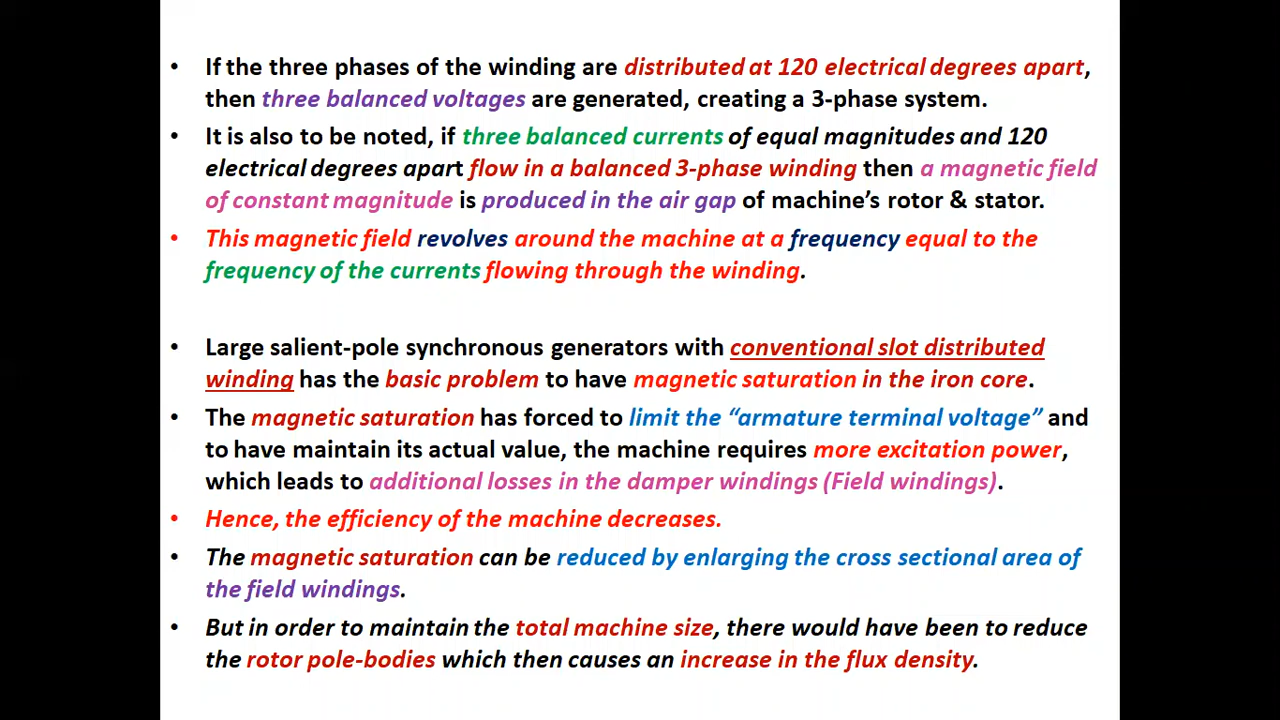 • If the three phases of the winding are distributed at 120 electrical degrees apart,
then three balanced voltages are generated, creating a 3-phase system.
• It is also to be noted, if three balanced currents of equal magnitudes and 120
electrical degrees apart flow in a balanced 3-phase winding then a magnetic field
of constant magnitude is produced in the air gap of machine's rotor & stator.
• This magnetic field revolves around the machine at a frequency equal to the
frequency of the currents flowing through the winding.
• Large salient-pole synchronous generators with conventional slot distributed
winding has the basic problem to have magnetic saturation in the iron core.
• The magnetic saturation has forced to limit the “armature terminal voltage” and
to have maintain its actual value, the machine requires more excitation power,
which leads to additional losses in the damper windings (Field windings).
• Hence, the efficiency of the machine decreases.
• The magnetic saturation can be reduced by enlarging the cross sectional area of
the field windings.
• But in order to maintain the total machine size, there would have been to reduce
the rotor pole-bodies which then causes an increase in the flux density.